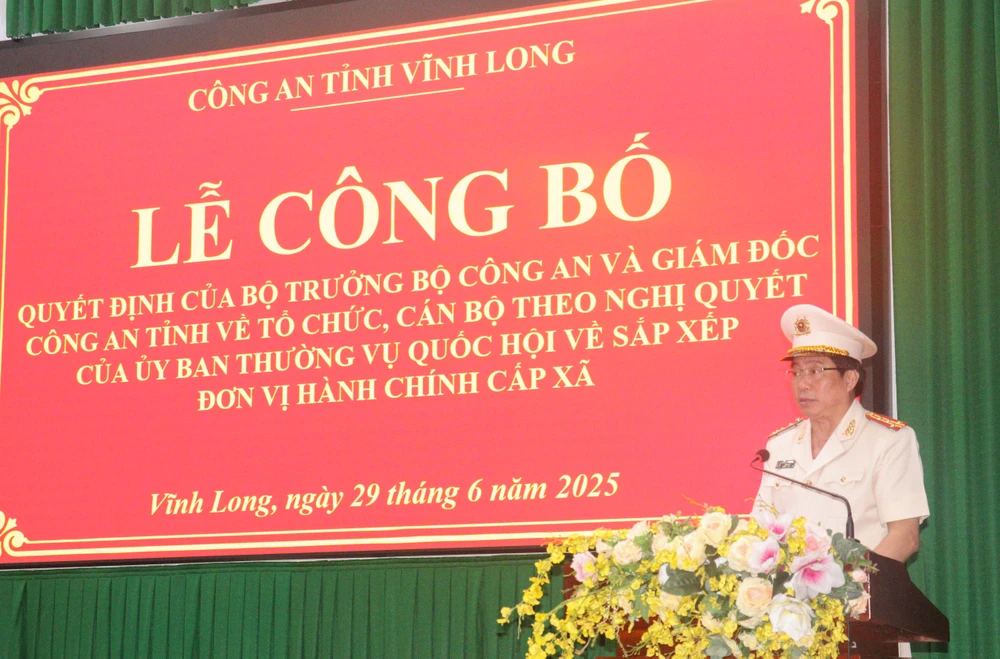 CÔNG AN TỈNH VĨNH LONG
LỄ CÔNG BỐ
QUYẾT ĐỊNH CỦA BỘ TRƯỞNG BỘ CÔNG AN VÀ GIÁM ĐỐC
CÔNG AN TỈNH VỀ TỔ CHỨC, CÁN BỘ THEO NGHỊ QUYẾT
CỦA ỦY BAN THƯỜNG VỤ QUỐC HỘI VỀ SẮP XẾP
ĐƠN VỊ HÀNH CHÍNH CẤP XÃ
Vĩnh Long, ngày 29 tháng 6 năm 2025